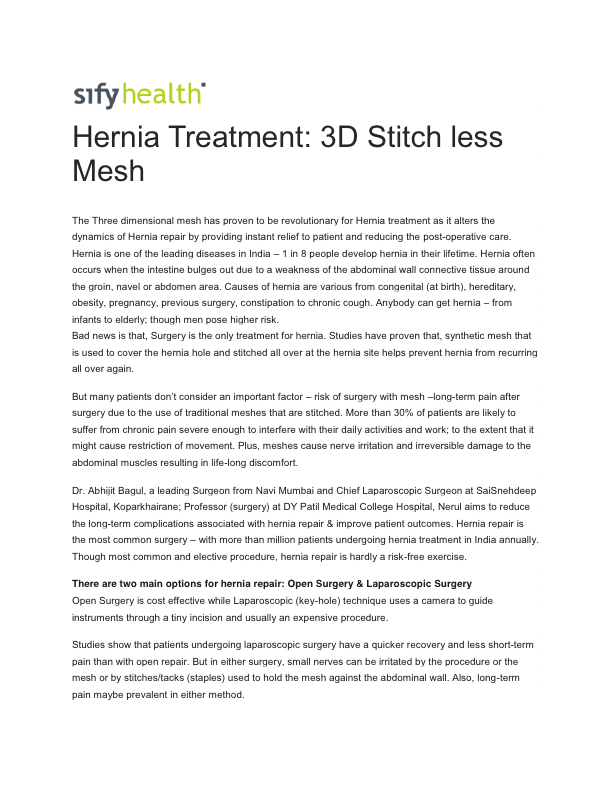 sıfyhealth
Hernia Treatment: 3D Stitch less
Mesh
The Three dimensional mesh has proven to be revolutionary for Hernia treatment as it alters the
dynamics of Hernia repair by providing instant relief to patient and reducing the post-operative care.
Hernia is one of the leading diseases in India – 1 in 8 people develop hernia in their lifetime. Hernia often
occurs when the intestine bulges out due to a weakness of the abdominal wall connective tissue around
the groin, navel or abdomen area. Causes of hernia are various from congenital (at birth), hereditary,
obesity, pregnancy, previous surgery, constipation to chronic cough. Anybody can get hernia – from
infants to elderly; though men pose higher risk.
Bad news is that, Surgery is the only treatment for hernia. Studies have proven that, synthetic mesh that
is used to cover the hernia hole and stitched all over at the hernia site helps prevent hernia from recurring
all over again.
But many patients don’t consider an important factor – risk of surgery with mesh –long-term pain after
surgery due to the use of traditional meshes that are stitched. More than 30% of patients are likely to
suffer from chronic pain severe enough to interfere with their daily activities and work; to the extent that it
might cause restriction of movement. Plus, meshes cause nerve irritation and irreversible damage to the
abdominal muscles resulting in life-long discomfort.
Dr. Abhijit Bagul, a leading Surgeon from Navi Mumbai and Chief Laparoscopic Surgeon at SaiSnehdeep
Hospital, Koparkhairane; Professor (surgery) at DY Patil Medical College Hospital, Nerul aims to reduce
the long-term complications associated with hernia repair & improve patient outcomes. Hernia repair is
the most common surgery – with more than million patients undergoing hernia treatment in India annually.
Though most common and elective procedure, hernia repair is hardly a risk-free exercise.
There are two main options for hernia repair: Open Surgery & Laparoscopic Surgery
Open Surgery is cost effective while Laparoscopic (key-hole) technique uses a camera to guide
instruments through a tiny incision and usually an expensive procedure.
Studies show that patients undergoing laparoscopic surgery have a quicker recovery and less short-term
pain than with open repair. But in either surgery, small nerves can be irritated by the procedure or the
mesh or by stitches/tacks (staples) used to hold the mesh against the abdominal wall. Also, long-term
pain maybe prevalent in either method.